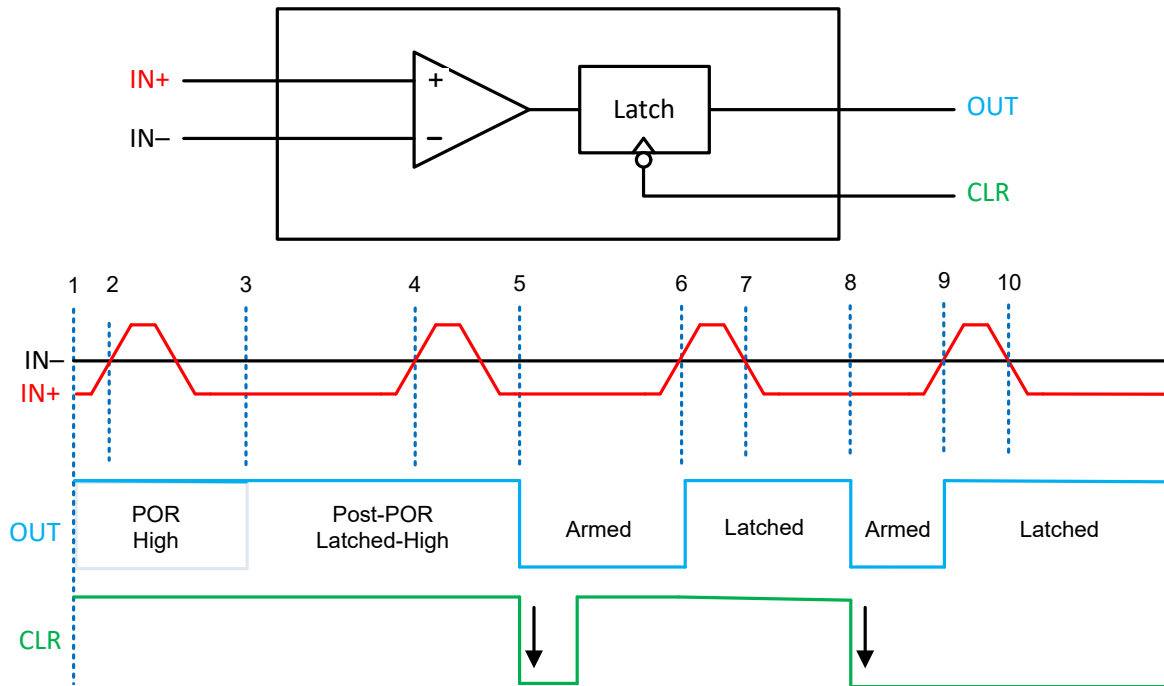 IN+
+
IN–
–
Latch
OUT
CLR
1 2 3 4 5 6 7 8 9 10
IN–
IN+
OUT
POR
High
Post-POR
Latched-High
Armed
Latched
Armed
Latched
CLR